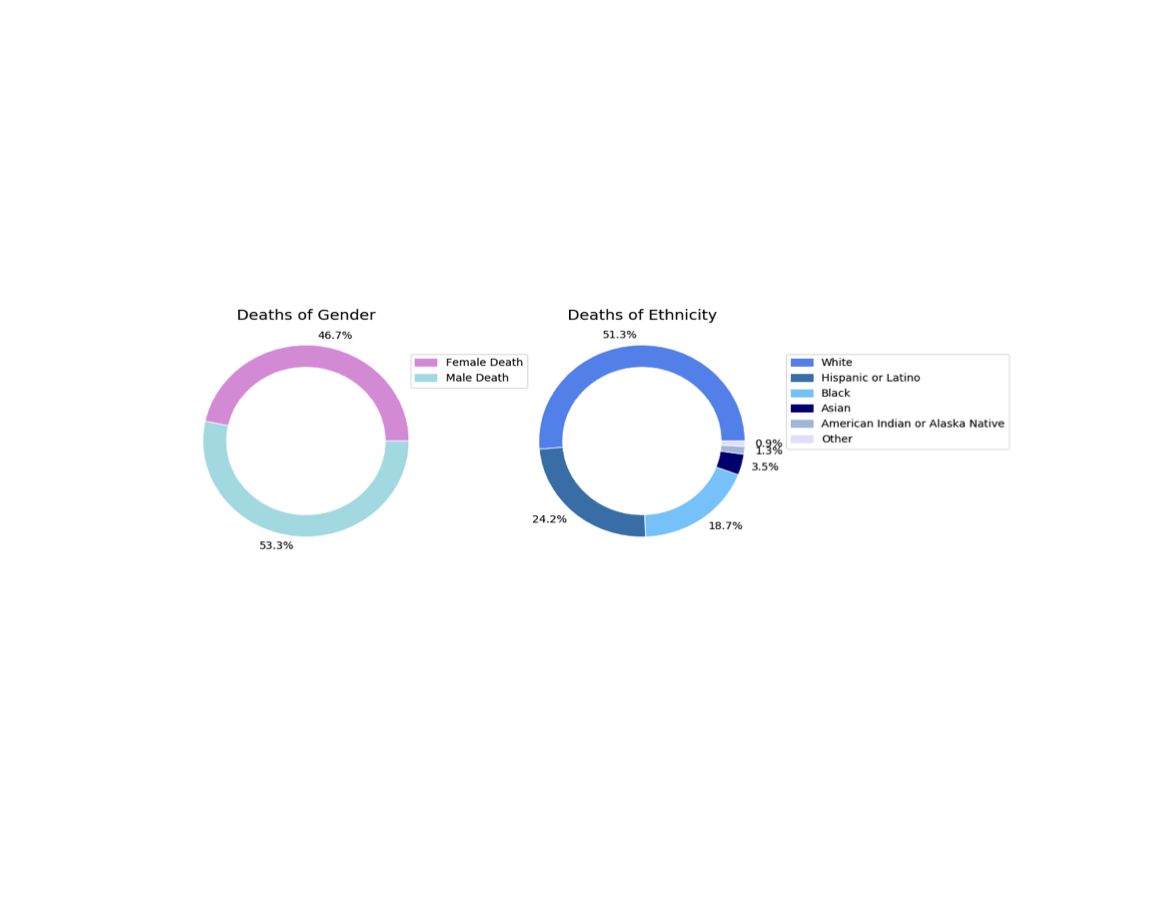 Deaths of Gender
46.7%
Female Death
Male Death
53.3%
Deaths of Ethnicity
51.3%
White
Hispanic or Latino
Black
Asian
American Indian or Alaska Native
Other
0.9%
1.3%
3.5%
24.2%
18.7%